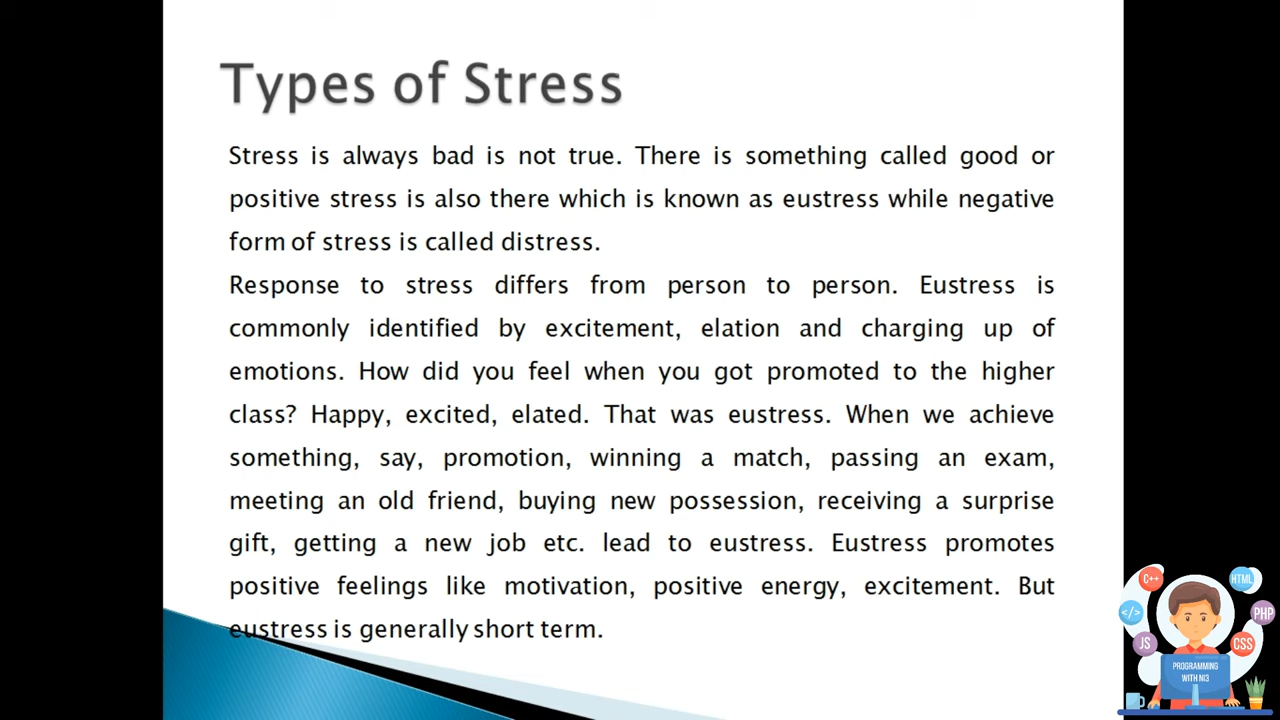 Types of Stress
Stress is always bad is not true. There is something called good or
positive stress is also there which is known as eustress while negative
form of stress is called distress.
Response to stress differs from person to person. Eustress is
commonly identified by excitement, elation and charging up of
emotions. How did you feel when you got promoted to the higher
class? Happy, excited, elated. That was eustress. When we achieve
something, say, promotion, winning a match, passing an exam,
meeting an old friend, buying new possession, receiving a surprise
gift, getting a new job etc. lead to eustress. Eustress promotes
positive feelings like motivation, positive energy, excitement. But
eustress is generally short term.
C++
HTML
</>
PHP
JS
CSS
PROGRAMMING
WITH NI3